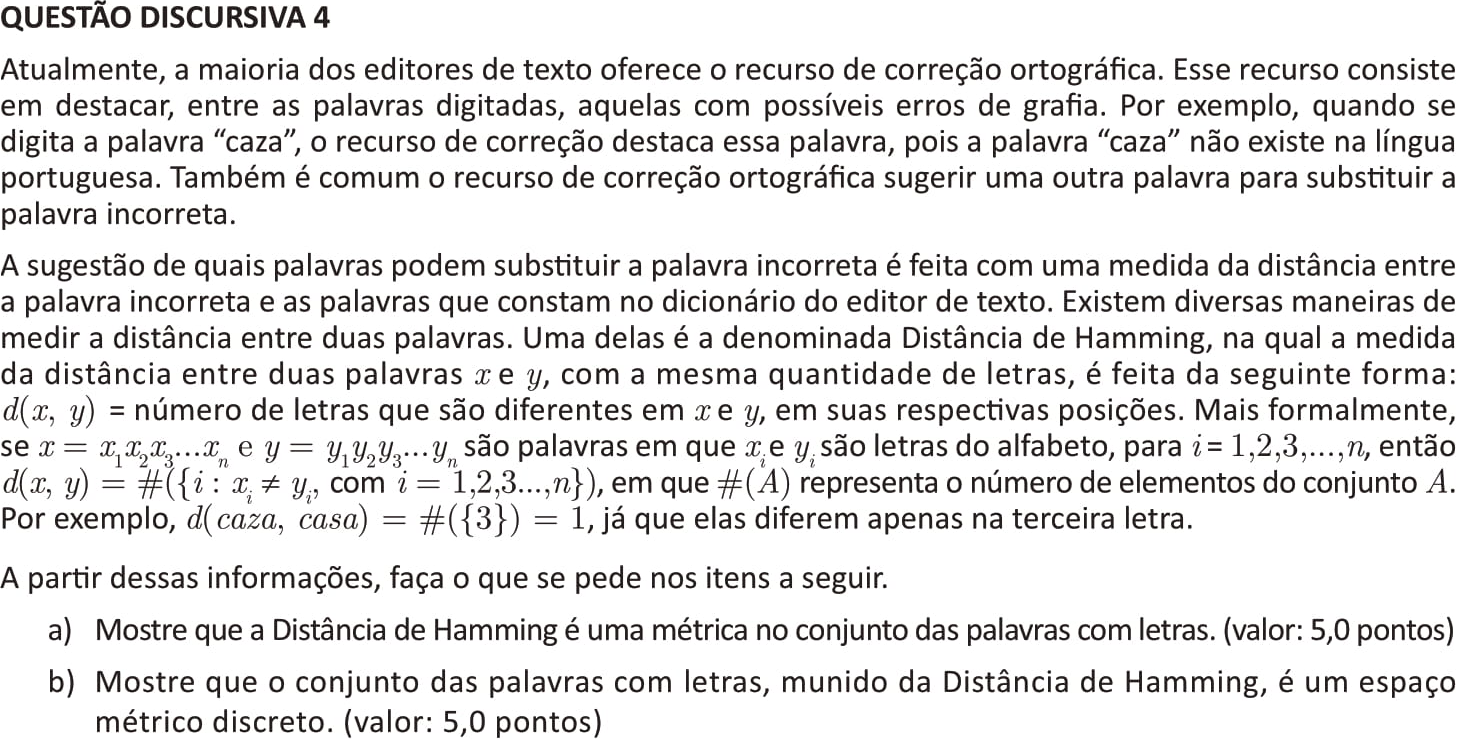 QUESTÃO DISCURSIVA 4
Atualmente, a maioria dos editores de texto oferece o recurso de correção ortográfica. Esse recurso consiste
em destacar, entre as palavras digitadas, aquelas com possíveis erros de grafia. Por exemplo, quando se
digita a palavra “caza”, o recurso de correção destaca essa palavra, pois a palavra “caza” não existe na língua
portuguesa. Também é comum o recurso de correção ortográfica sugerir uma outra palavra para substituir a
palavra incorreta.
A sugestão de quais palavras podem substituir a palavra incorreta é feita com uma medida da distância entre
a palavra incorreta e as palavras que constam no dicionário do editor de texto. Existem diversas maneiras de
medir a distância entre duas palavras. Uma delas é a denominada Distância de Hamming, na qual a medida
da distância entre duas palavras x e y, com a mesma quantidade de letras, é feita da seguinte forma:
d(x, y) = número de letras que são diferentes em x e y, em suas respectivas posições. Mais formalmente,
se x = x₁x₂x₃...xₙ e y = y₁y₂y₃...yₙ são palavras em que xᵢ e yᵢ são letras do alfabeto, para i = 1,2,3,...,n, então
d(x, y) = #({i : xᵢ ≠ yᵢ, com i = 1,2,3...,n}), em que #(A) representa o número de elementos do conjunto A.
Por exemplo, d(caza, casa) = #({3}) = 1, já que elas diferem apenas na terceira letra.
A partir dessas informações, faça o que se pede nos itens a seguir.
a) Mostre que a Distância de Hamming é uma métrica no conjunto das palavras com letras. (valor: 5,0 pontos)
b) Mostre que o conjunto das palavras com letras, munido da Distância de Hamming, é um espaço
métrico discreto. (valor: 5,0 pontos)